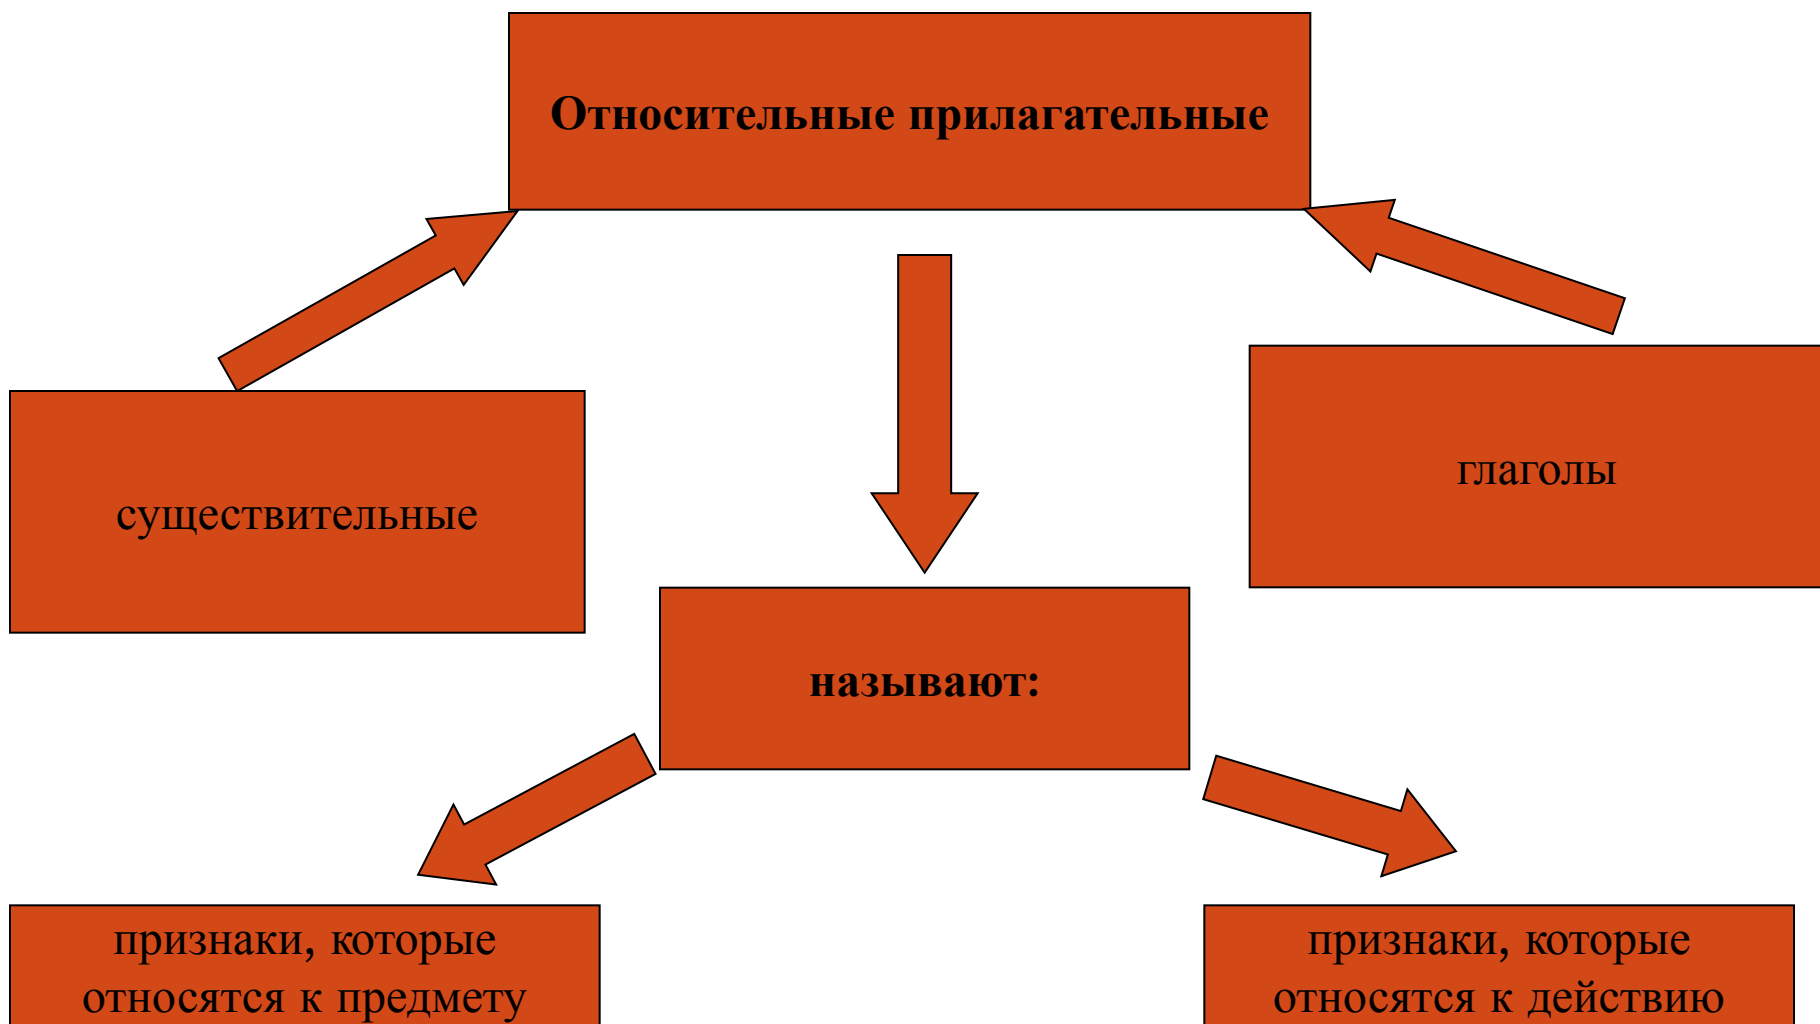 Относительные прилагательные
существительные
глаголы
называют:
признаки, которые
относятся к предмету
признаки, которые
относятся к действию